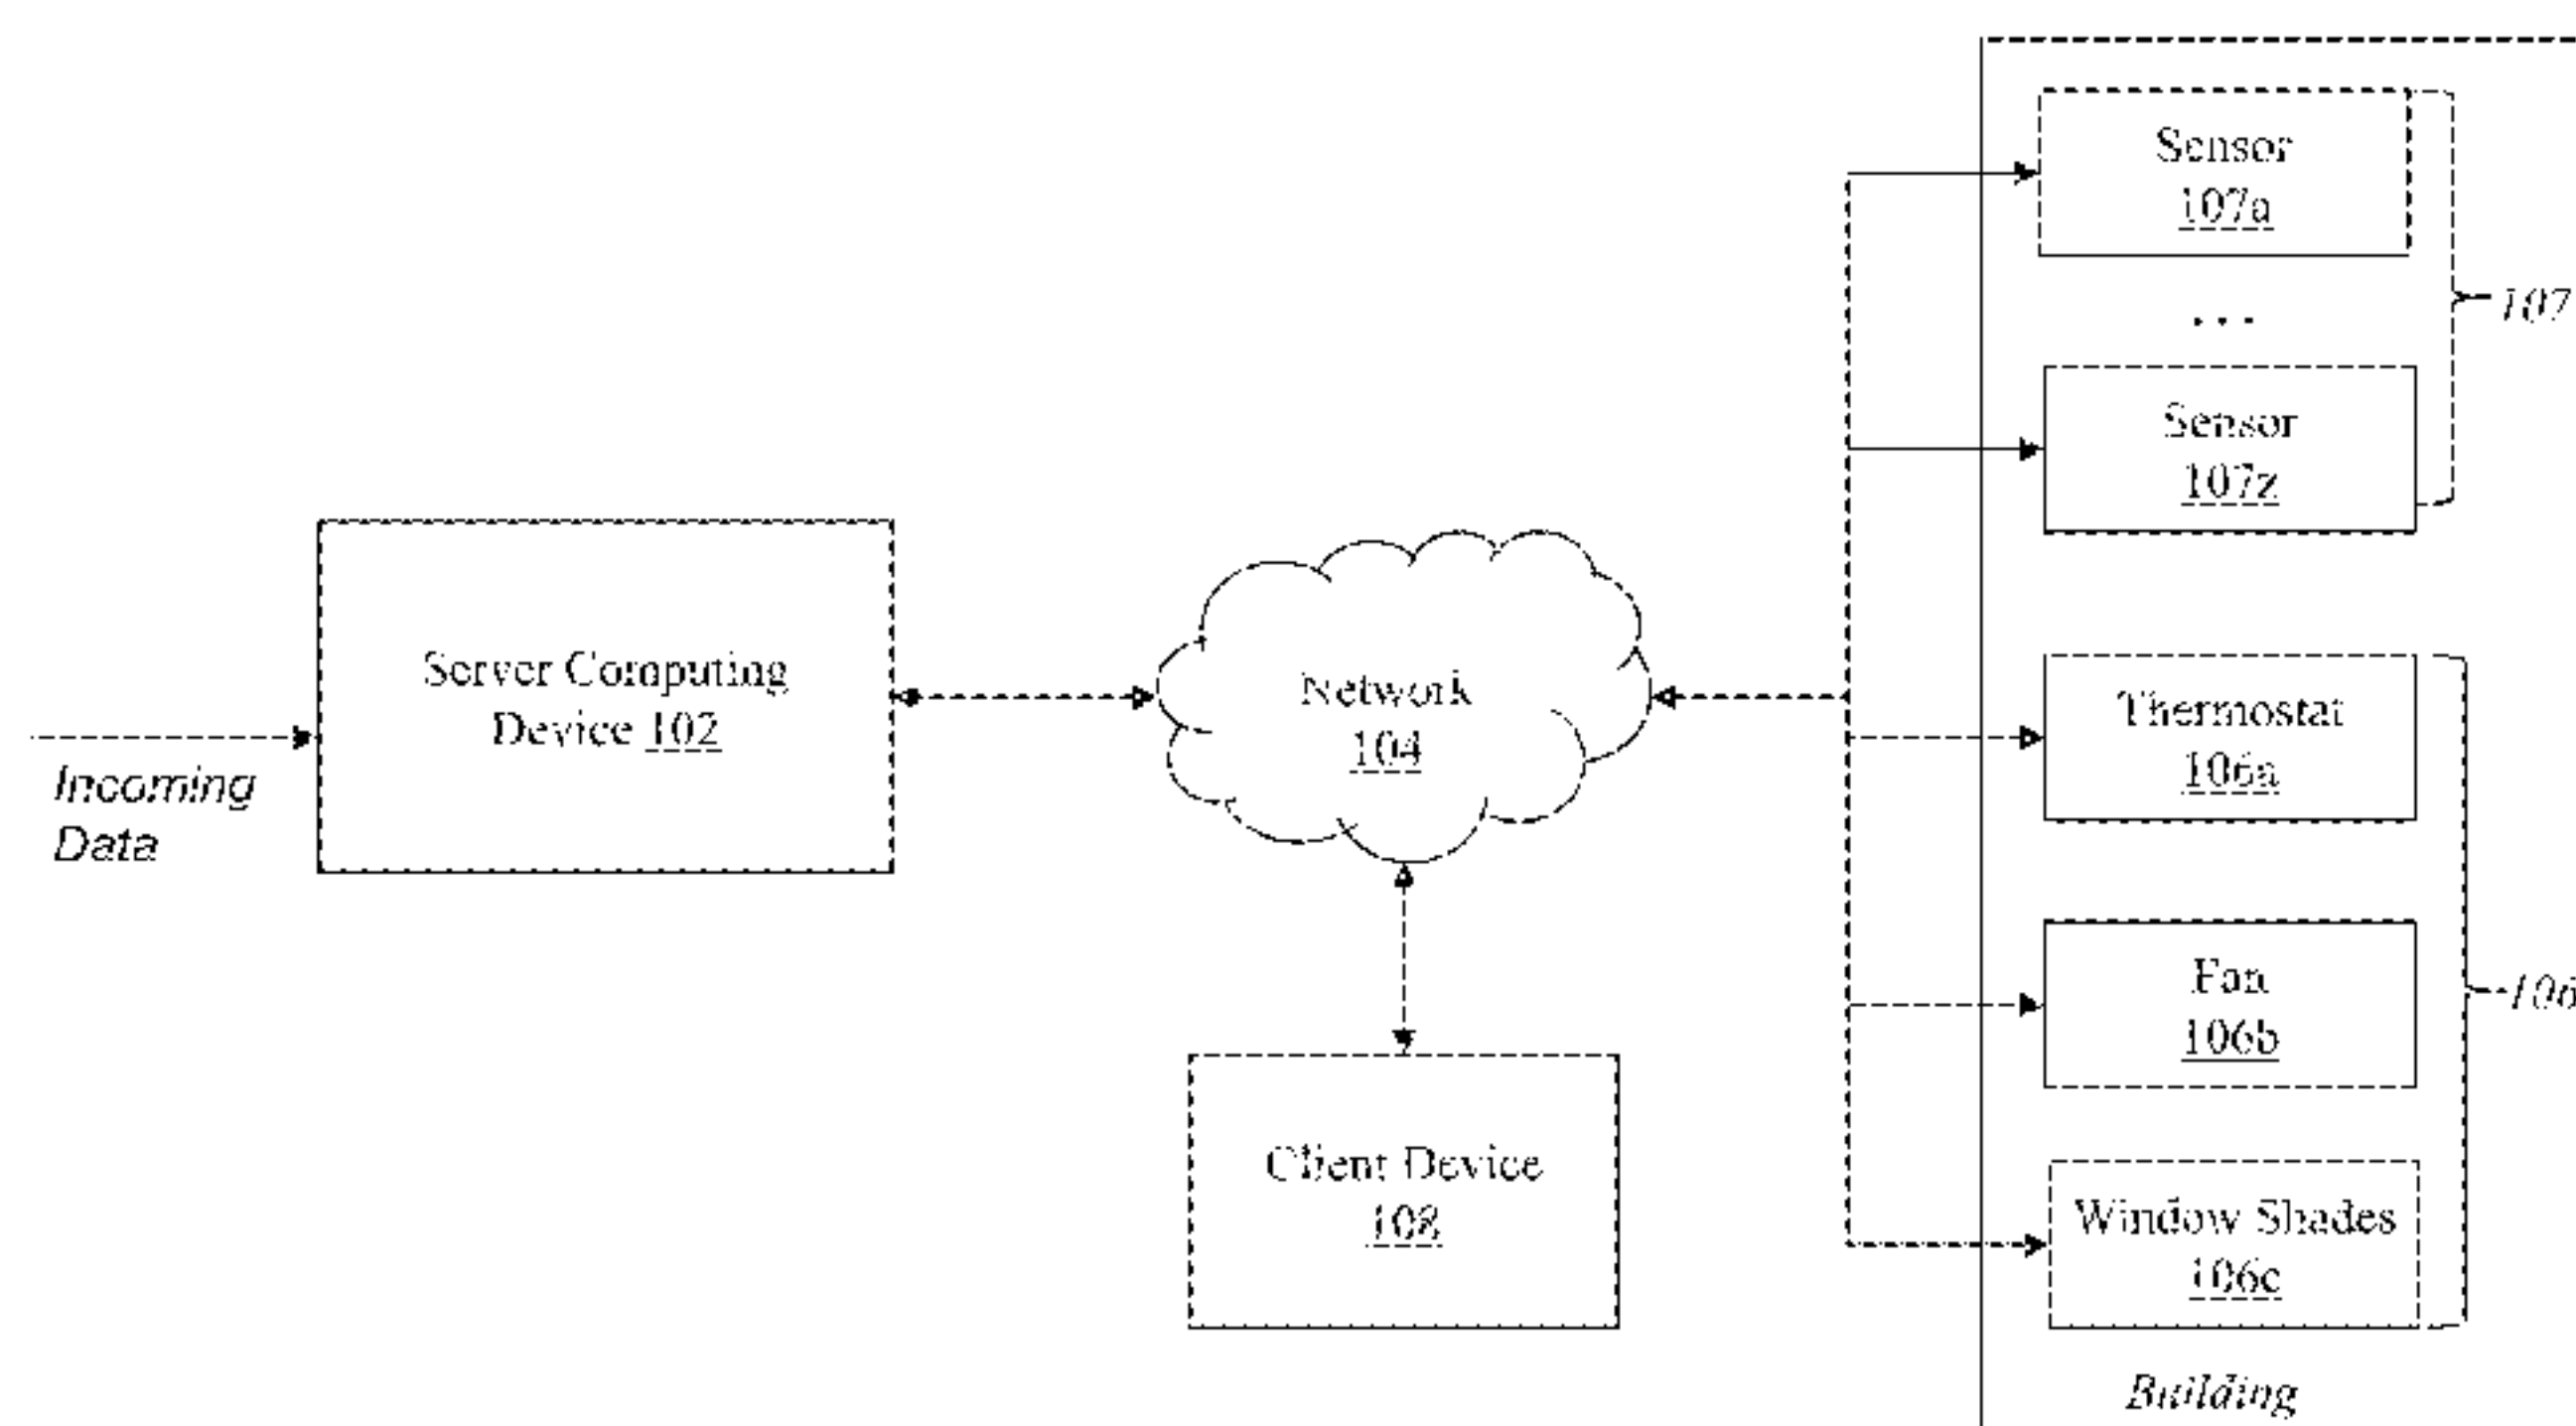 Sensor
107a
. . .
107
Sensor
107z
Server Computing
Device 102
Incoming
Data
Network
104
Thermostat
106a
Fan
106b
106
Client Device
108
Window Shades
106c
Building